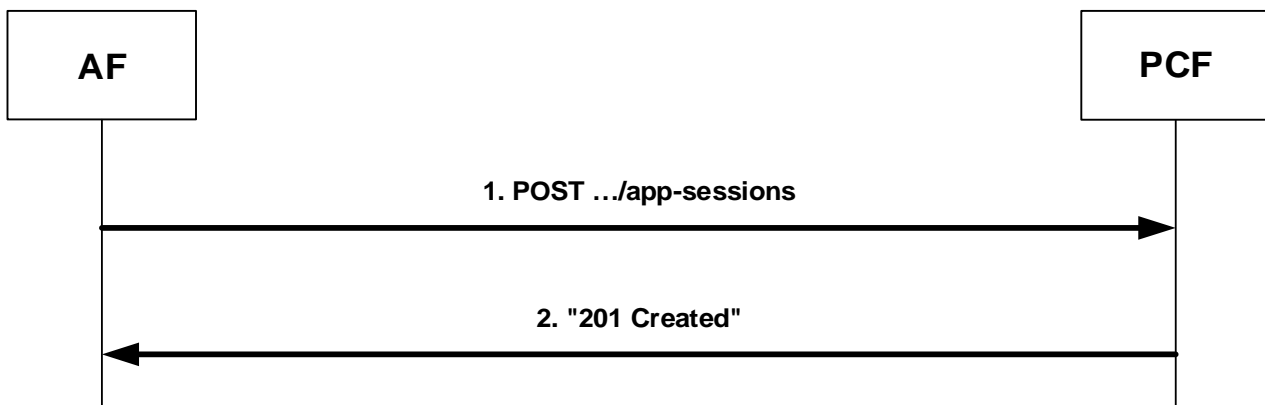 AF
PCF
1. POST …/app-sessions
2. "201 Created"